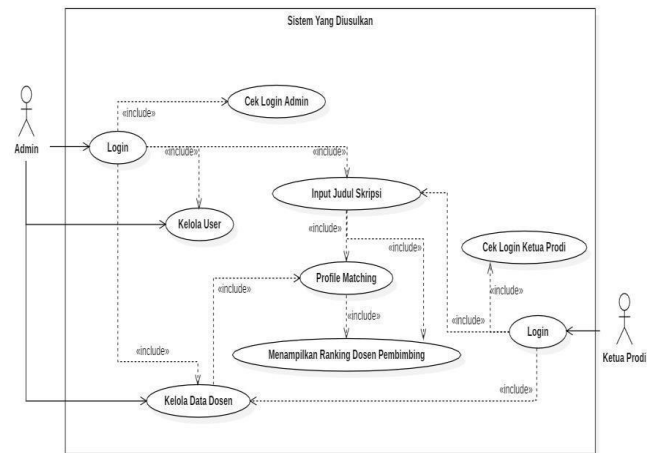 Sistem Yang Diusulkan
Cek Login Admin
«include»
Admin
Login
«include»
«include»
Input Judul Skripsi
Kelola User
«include»
«include»
Cek Login Ketua Prodi
Profile Matching
«include»
«include»
«include»
Login
Menampilkan Ranking Dosen Pembimbing
«include»
Ketua Prodi
«include»
Kelola Data Dosen